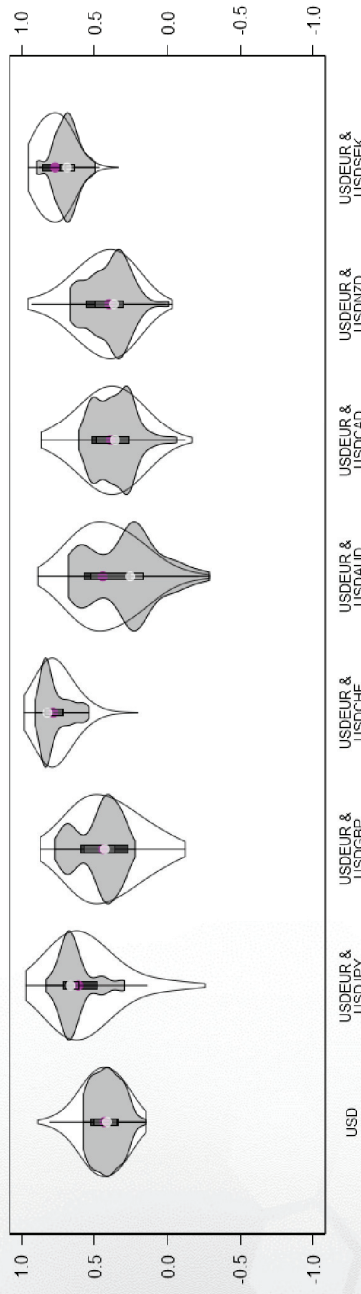 1.0
0.5
0.0
-0.5
-1.0
USD
USDEUR &
USDJPY
USDEUR &
USDGBP
USDEUR &
USDCHF
USDEUR &
USDAUD
USDEUR &
USDCAD
USDEUR &
USDNZD
USDEUR &
USDSEK
1.0
0.5
0.0
-0.5
-1.0